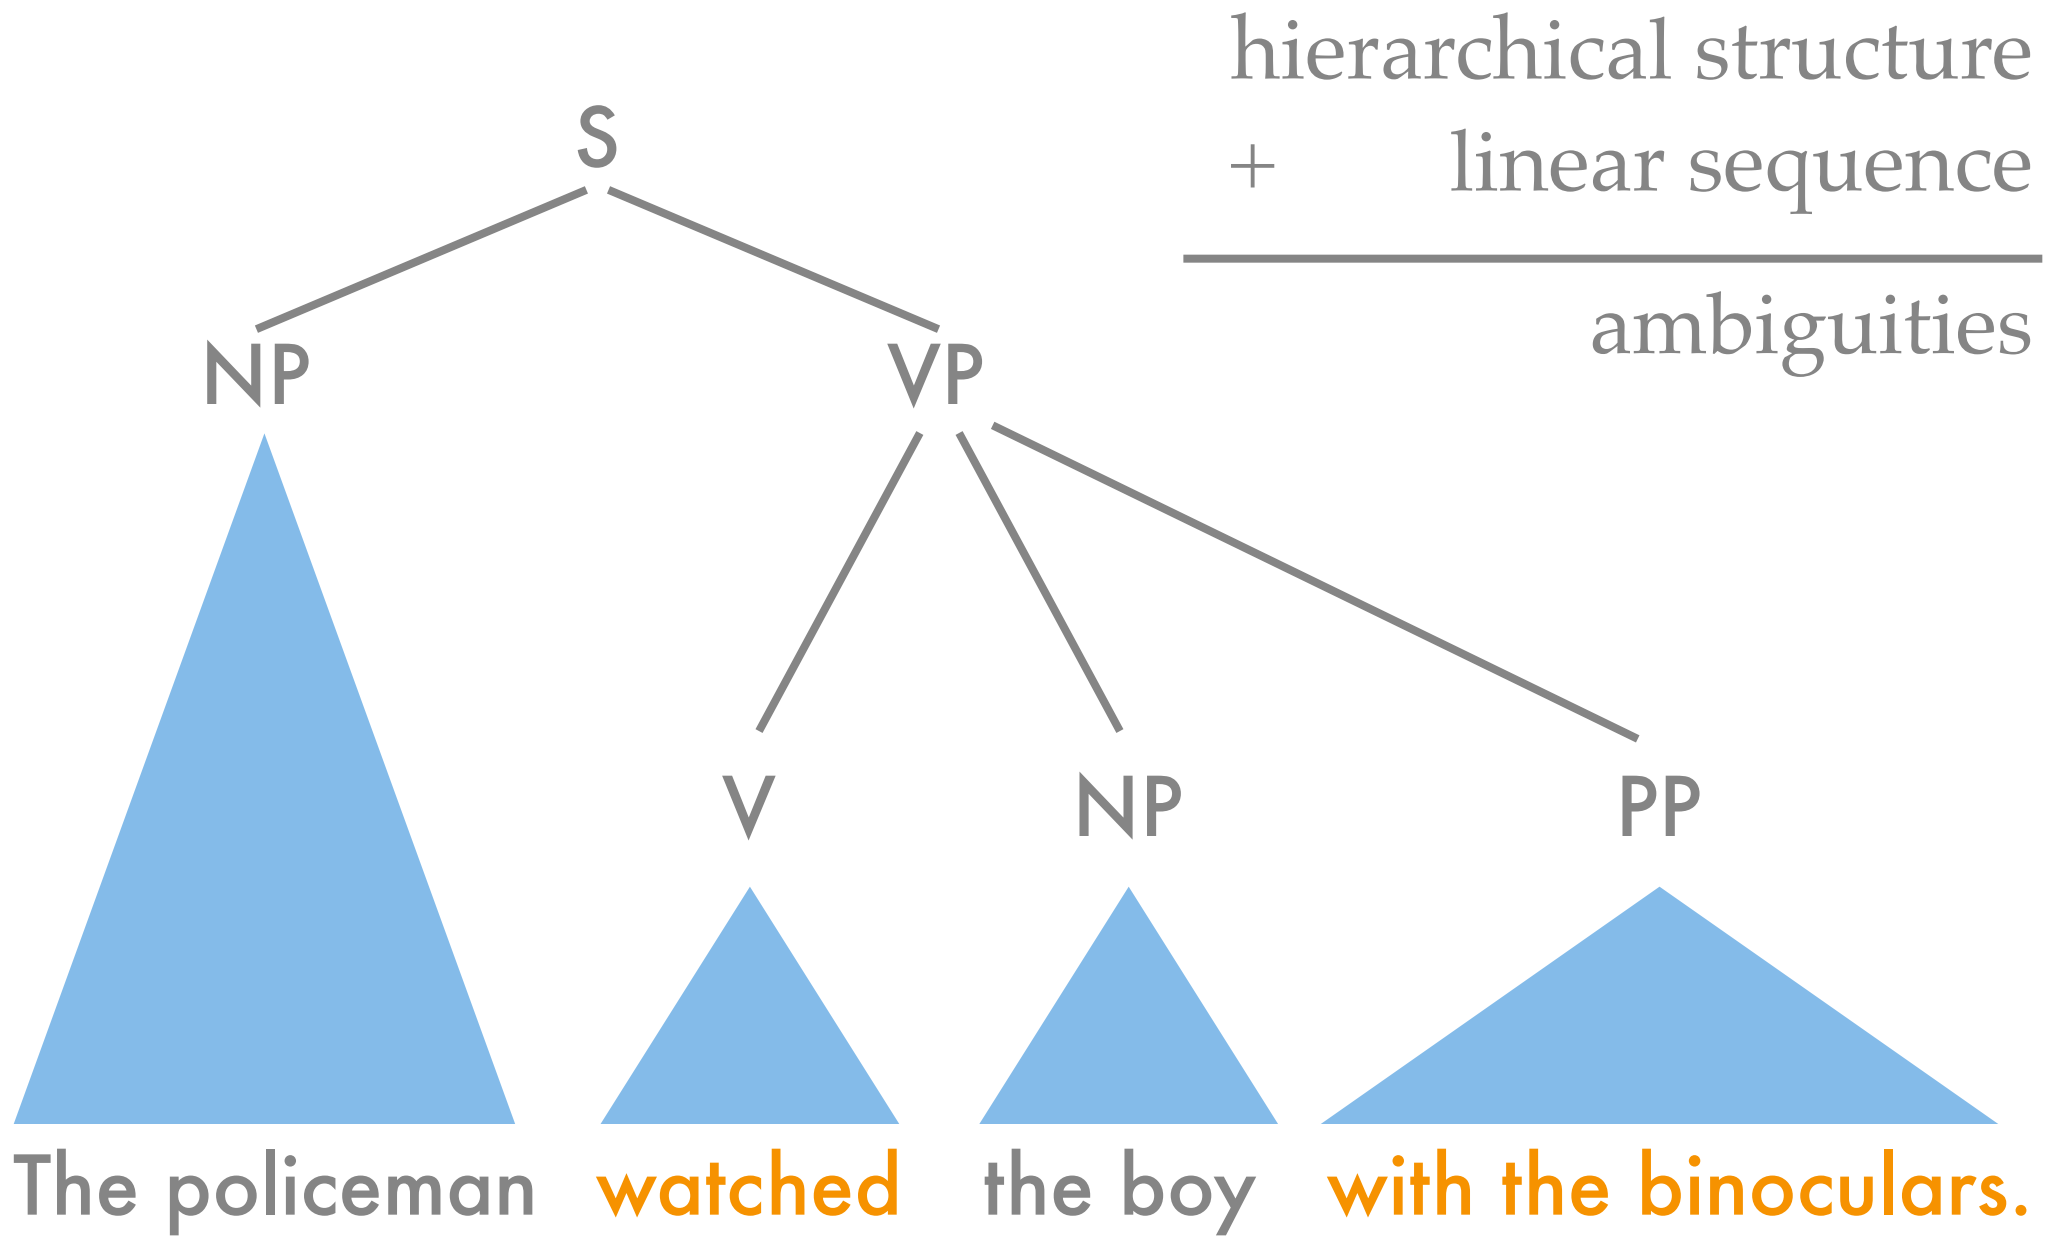 hierarchical structure
+ linear sequence
ambiguities
S
NP VP
V NP PP
The policeman watched the boy with the binoculars.